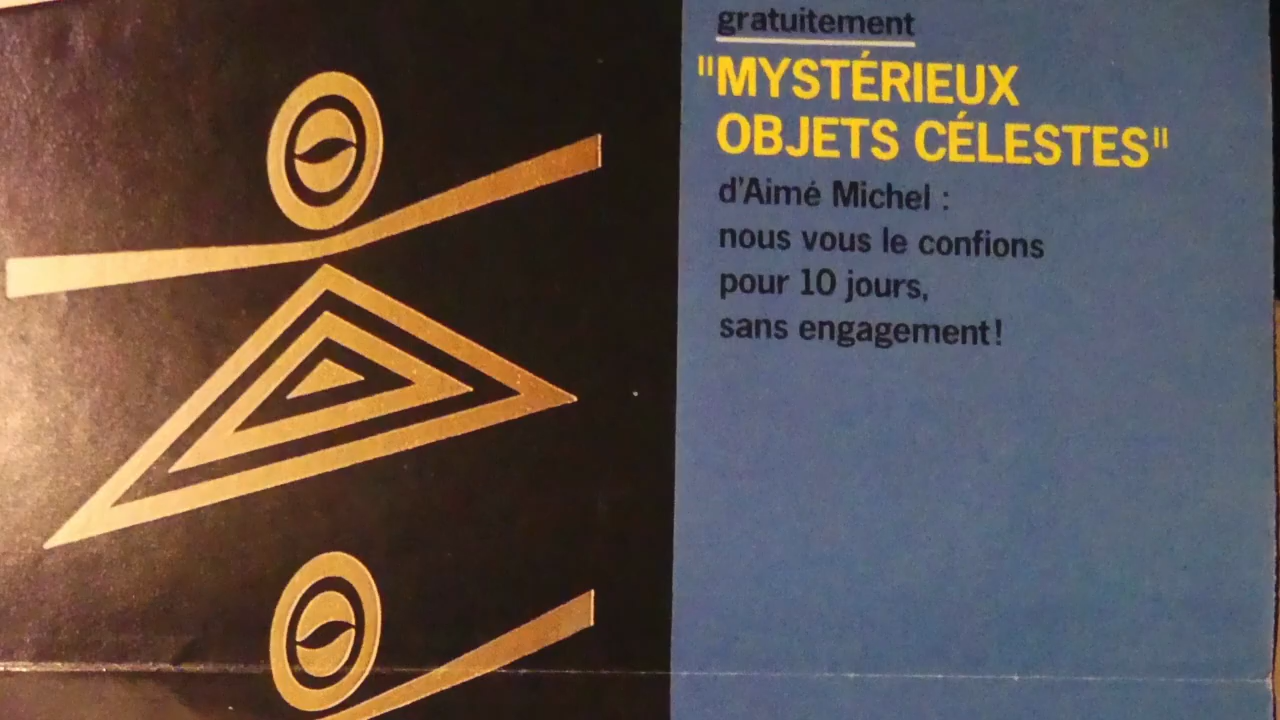 gratuitement
"MYSTÉRIEUX
OBJETS CÉLESTES"
d'Aimé Michel :
nous vous le confions
pour 10 jours,
sans engagement!